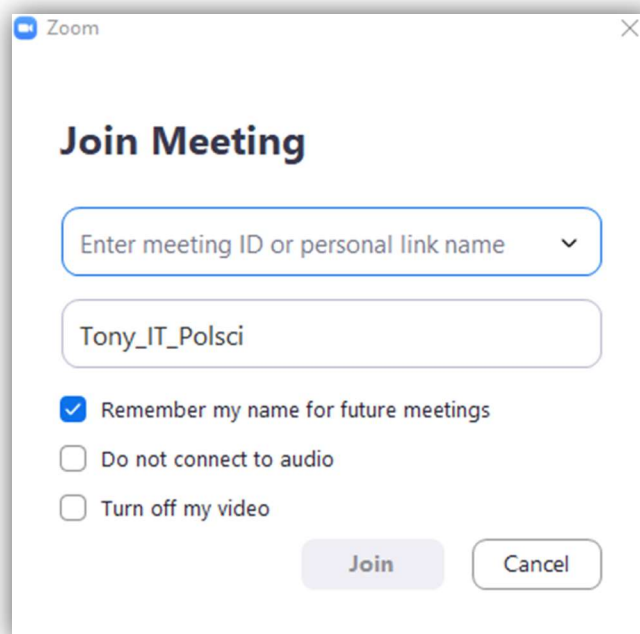 Zoom
Join Meeting
Enter meeting ID or personal link name
Tony_IT_Polsci
Remember my name for future meetings
Do not connect to audio
Turn off my video
Join Cancel